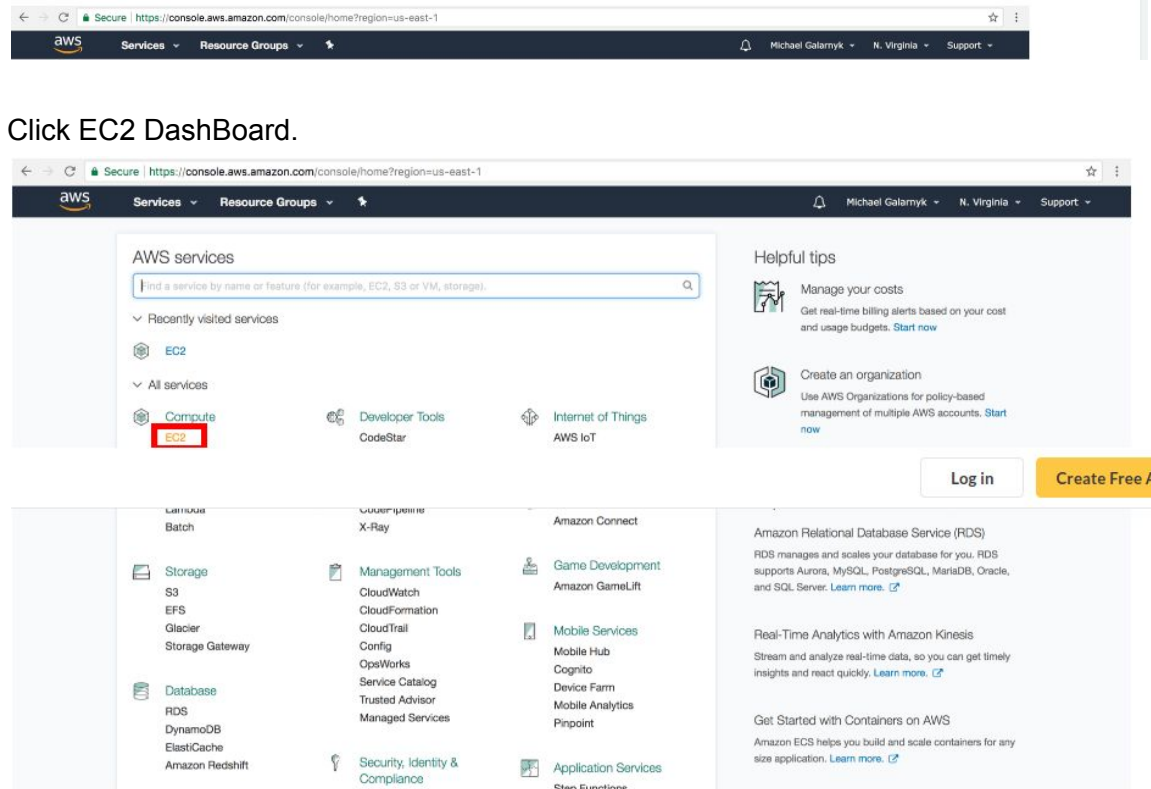 Secure | https://console.aws.amazon.com/console/home?region=us-east-1
aws Services Resource Groups Michael Galarnyk N. Virginia Support
Click EC2 DashBoard.
Secure | https://console.aws.amazon.com/console/home?region=us-east-1
aws Services Resource Groups Michael Galarnyk N. Virginia Support
AWS services
Find a service by name or feature (for example, EC2, S3 or VM, storage).
Recently visited services
EC2
All services
Compute
EC2
Developer Tools
CodeStar
Internet of Things
AWS IoT
Helpful tips
Manage your costs
Get real-time billing alerts based on your cost
and usage budgets. Start now
Create an organization
Use AWS Organizations for policy-based
management of multiple AWS accounts. Start
now
Log in
Create Free A
Lambda
Batch
Storage
S3
EFS
Glacier
Storage Gateway
Database
RDS
DynamoDB
ElastiCache
Amazon Redshift
CodePipeline
X-Ray
Management Tools
CloudWatch
CloudFormation
CloudTrail
Config
OpsWorks
Service Catalog
Trusted Advisor
Managed Services
Security, Identity &
Compliance
Amazon Connect
Game Development
Amazon GameLift
Mobile Services
Mobile Hub
Cognito
Device Farm
Mobile Analytics
Pinpoint
Application Services
Step Functions
Amazon Relational Database Service (RDS)
RDS manages and scales your database for you. RDS
supports Aurora, MySQL, PostgreSQL, MariaDB, Oracle,
and SQL Server. Learn more.
Real-Time Analytics with Amazon Kinesis
Stream and analyze real-time data, so you can get timely
insights and react quickly. Learn more.
Get Started with Containers on AWS
Amazon ECS helps you build and scale containers for any
size application. Learn more.